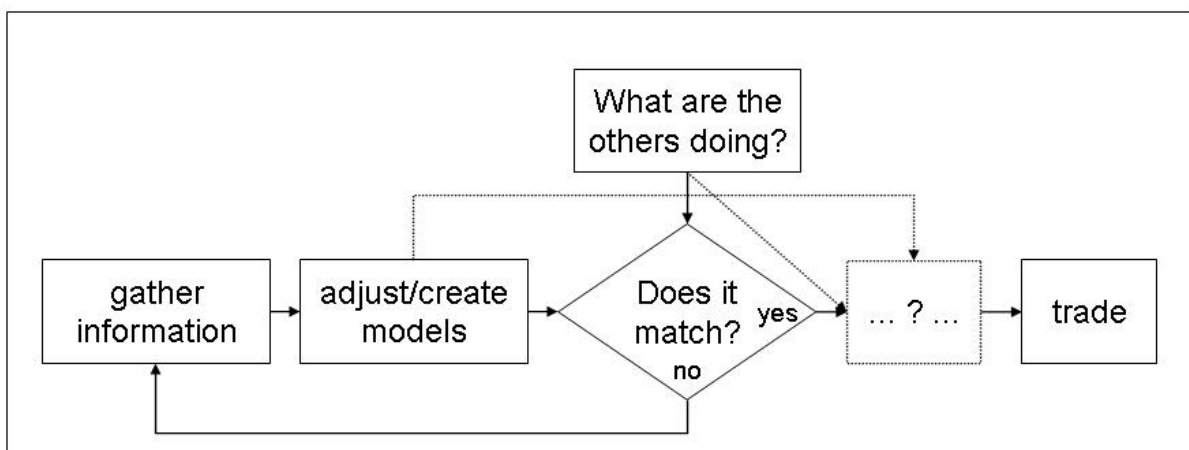 What are the
others doing?
gather
information
adjust/create
models
Does it
match?
yes
no
... ? ...
trade